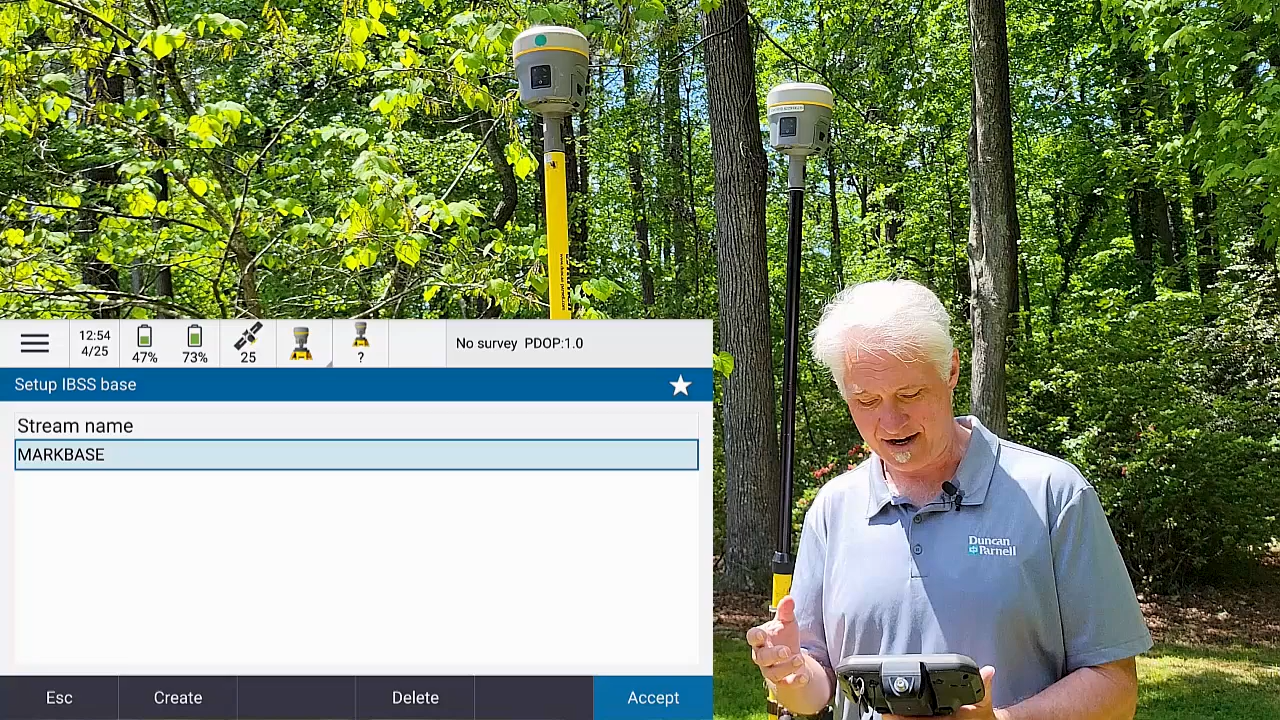 12:54
4/25
47%
73%
25
?
No survey PDOP:1.0
Setup IBSS base
Stream name
MARKBASE
Esc
Create
Delete
Accept
Duncan
Parnell